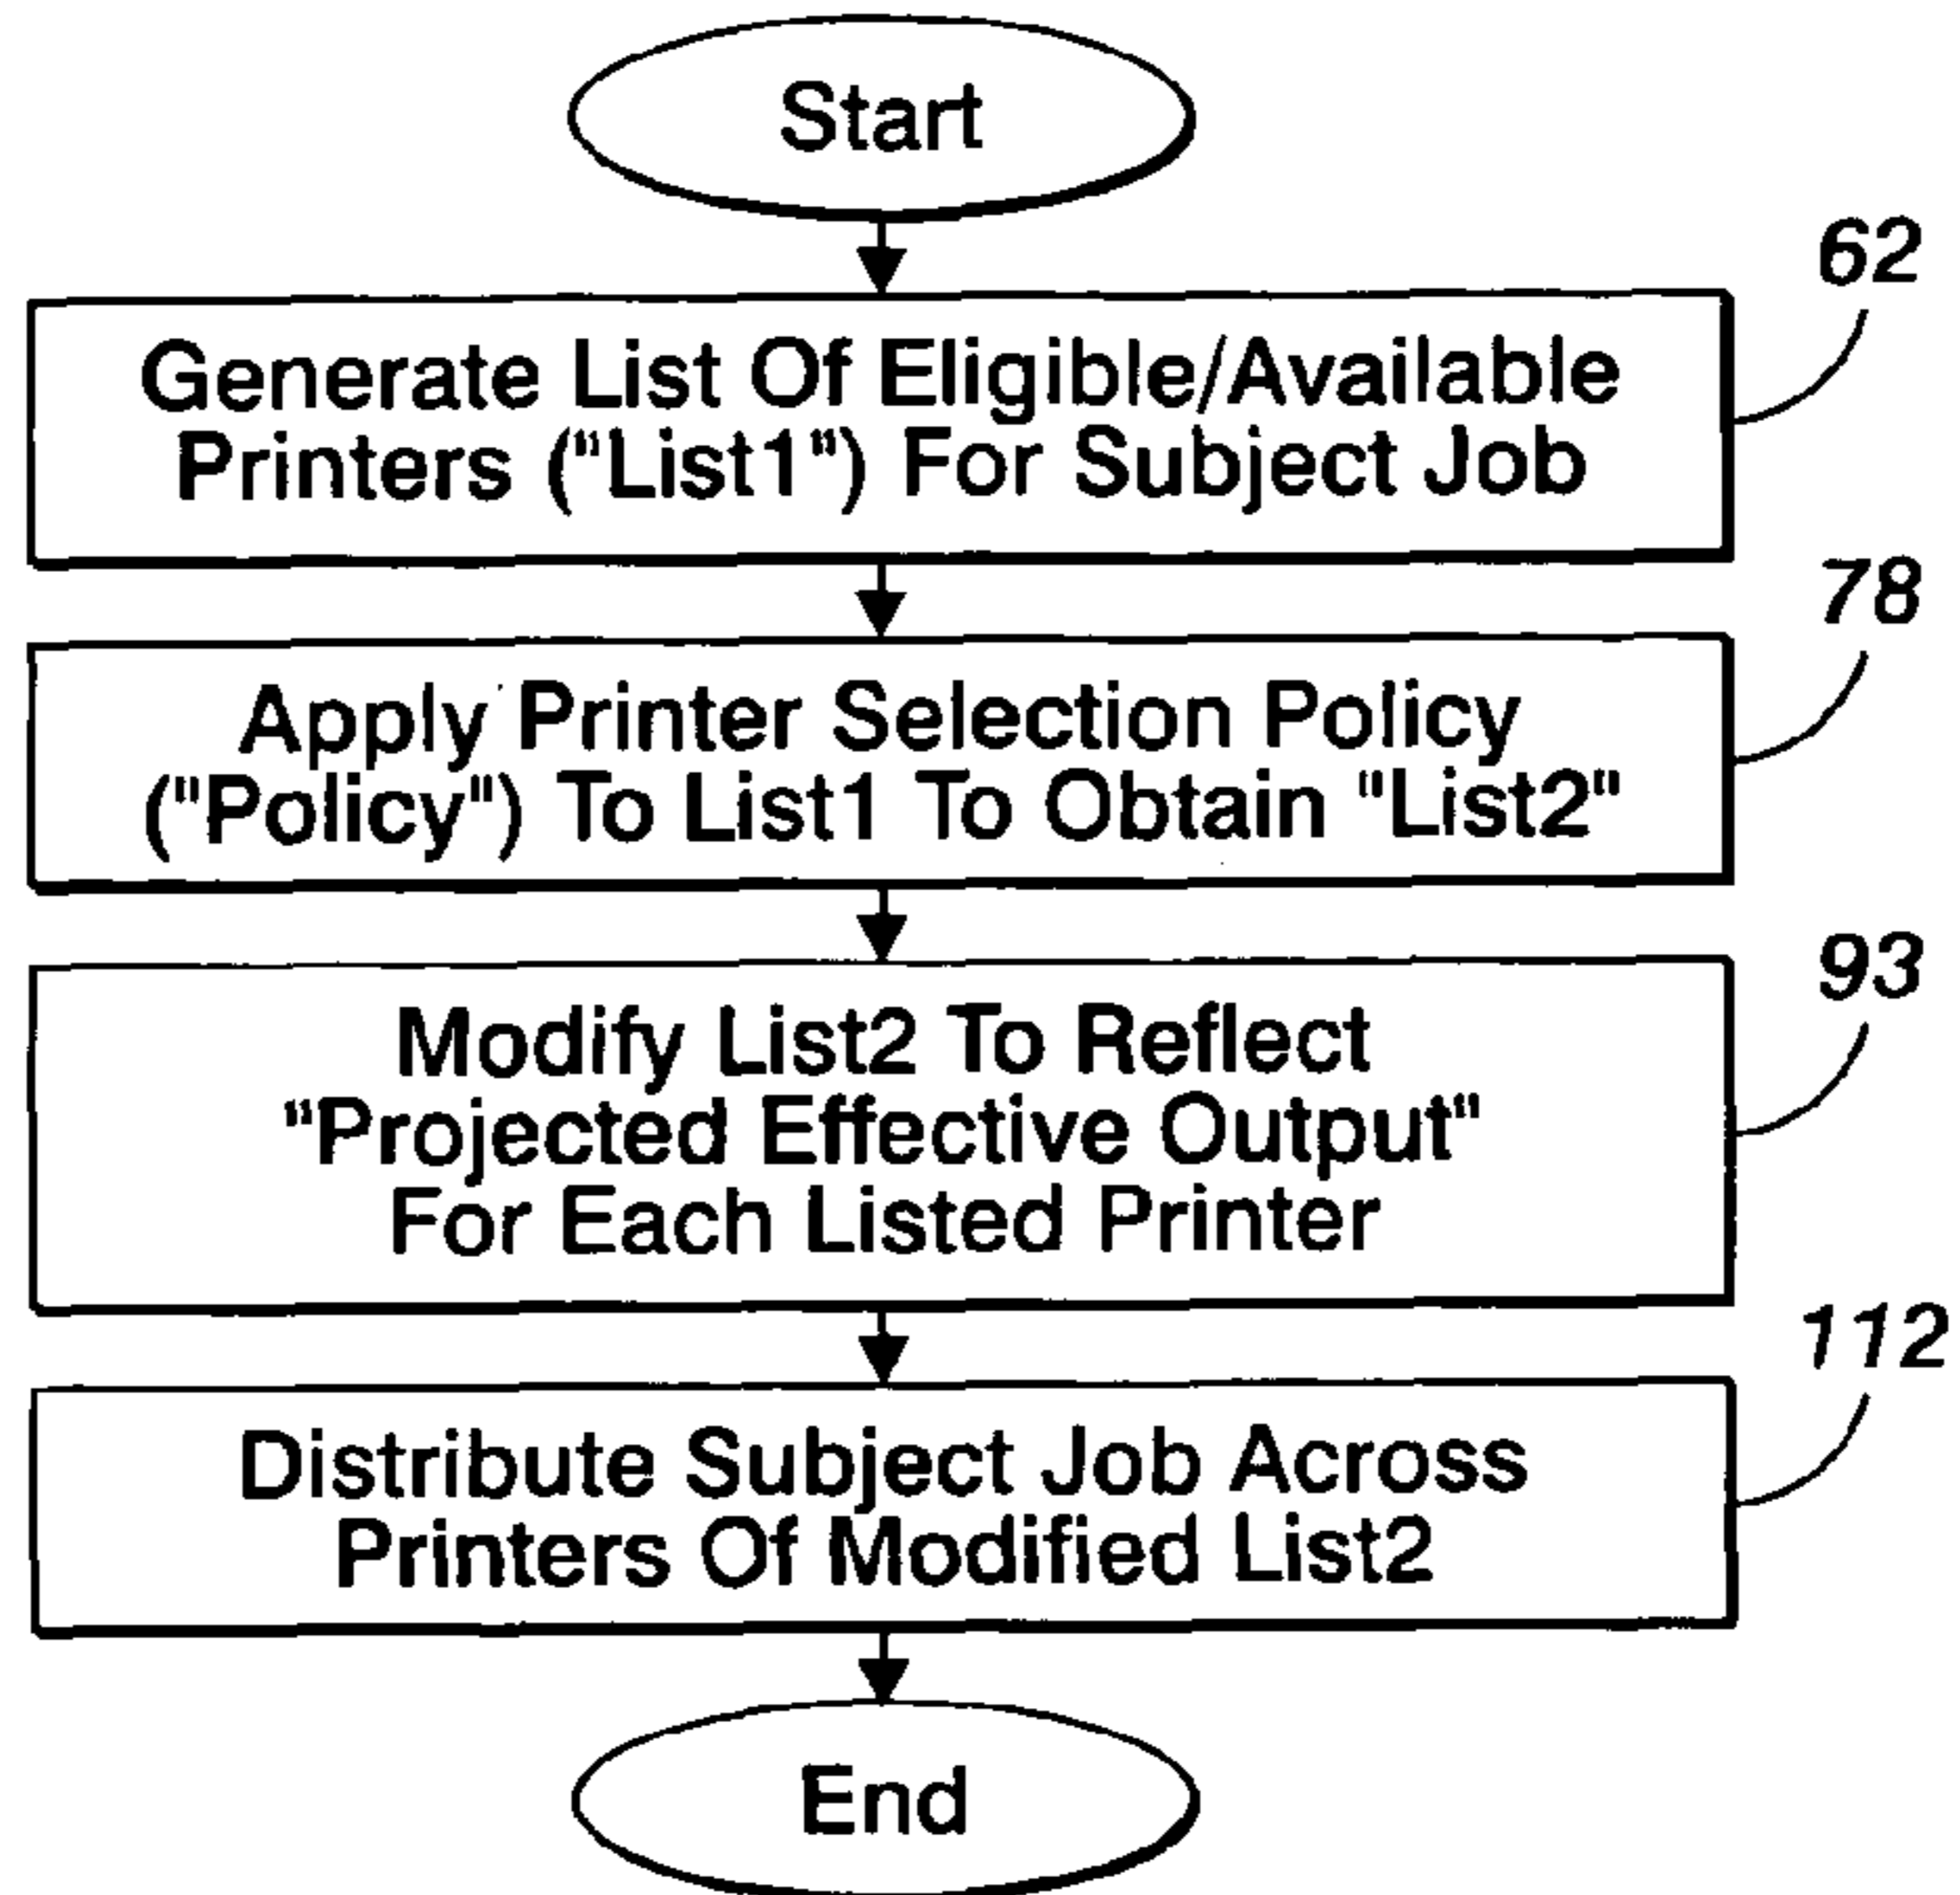 Start
62
Generate List Of Eligible/Available
Printers ("List1") For Subject Job
78
Apply Printer Selection Policy
("Policy") To List1 To Obtain "List2"
93
Modify List2 To Reflect
"Projected Effective Output"
For Each Listed Printer
112
Distribute Subject Job Across
Printers Of Modified List2
End